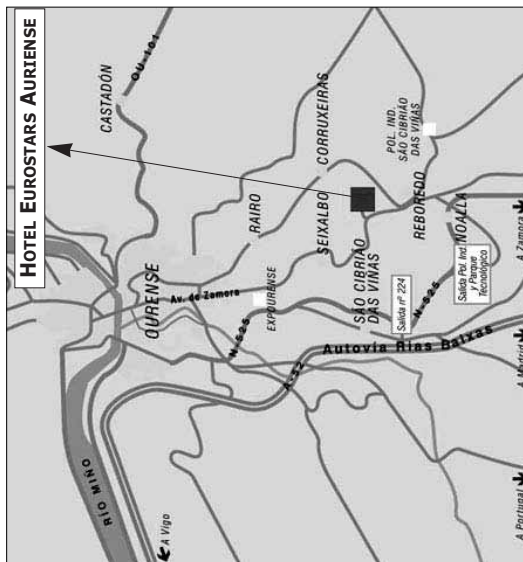 HOTEL EUROSTARS AURIENSE
CASTADÓN
OU-101
CORRUXEIRAS
POL. IND.
SÃO CIBRIÃO
DAS VIÑAS
RAIRO
SEIXALBO
REBOREDO
NOALLA
OURENSE
Av. de Zamora
EXPOURENSE
SÃO CIBRIÃO
DAS VIÑAS
Salida nº 224
Salida Pol. Ind.
y Parque
Tecnológico
N-525
N-525
A-52
Autovía Rías Baixas
RÍO MIÑO
A Vigo
A Portugal
A Madrid
A Zamora